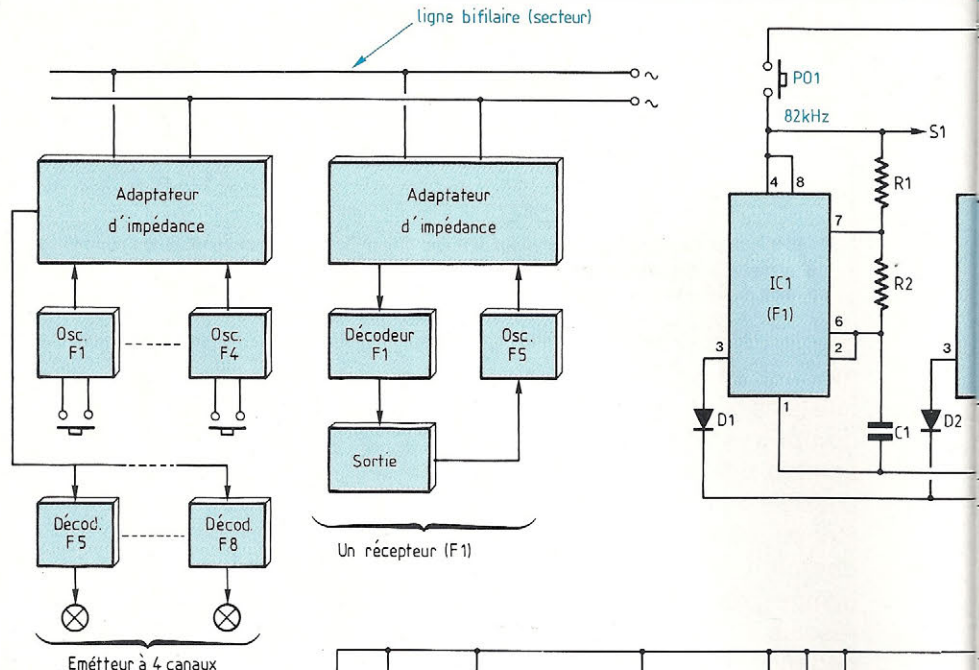 ligne bifilaire (secteur)
~
~
Adaptateur
d'impédance
Adaptateur
d'impédance
Osc.
F1
Osc.
F4
Décodeur
F1
Osc.
F5
Sortie
Décod.
F5
Décod.
F8
Un récepteur (F1)
Emétteur à 4 canaux
PO1
82kHz
S1
4 8
R1
7
R2
IC1
(F1)
6
2
3
1
D1
C1
3
D2